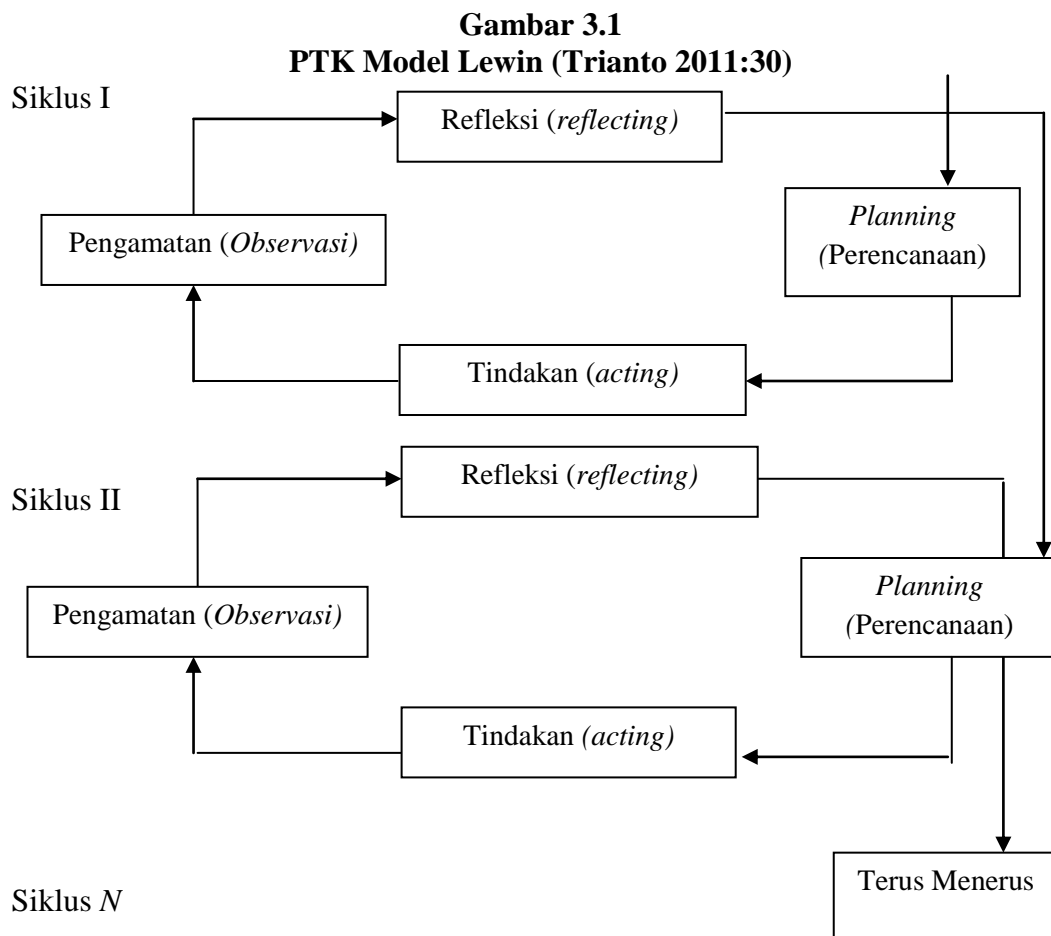 Gambar 3.1
PTK Model Lewin (Trianto 2011:30)
Siklus I
Refleksi (reflecting)
Planning
(Perencanaan)
Pengamatan (Observasi)
Tindakan (acting)
Refleksi (reflecting)
Siklus II
Planning
(Perencanaan)
Pengamatan (Observasi)
Tindakan (acting)
Terus Menerus
Siklus N